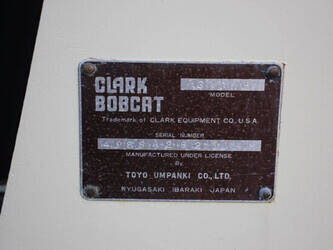 CLARK
BOBCAT
MODEL
Trademark of CLARK EQUIPMENT CO., U.S.A.
SERIAL NUMBER
MANUFACTURED UNDER LICENSE
By
TOYO UMPANKI CO., LTD.
RYUGASAKI IBARAKI JAPAN